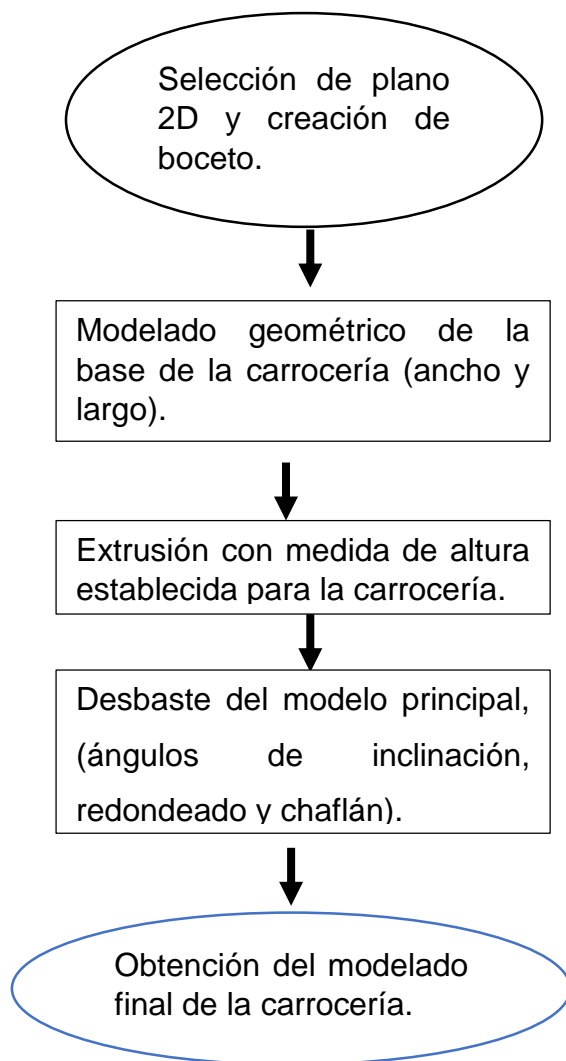 Selección de plano
2D y creación de
boceto.
Modelado geométrico de la
base de la carrocería (ancho y
largo).
Extrusión con medida de altura
establecida para la carrocería.
Desbaste del modelo principal,
(ángulos de inclinación,
redondeado y chaflán).
Obtención del modelado
final de la carrocería.